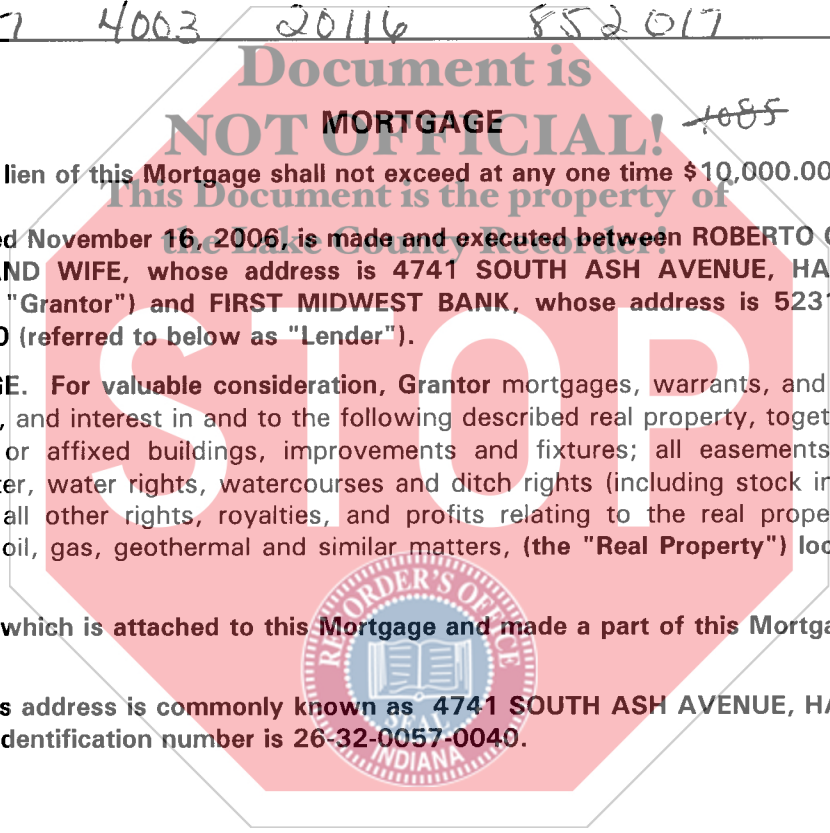 7 4003 20116 852017
Document is
NOT OFFICIAL!
MORTGAGE 1085
lien of this Mortgage shall not exceed at any one time $10,000.00
This Document is the property of
the Lake County Recorder!
ed November 16, 2006, is made and executed between ROBERTO
AND WIFE, whose address is 4741 SOUTH ASH AVENUE, HA
"Grantor") and FIRST MIDWEST BANK, whose address is 5231
0 (referred to below as "Lender").
GE. For valuable consideration, Grantor mortgages, warrants, and
, and interest in and to the following described real property, toget
or affixed buildings, improvements and fixtures; all easements
er, water rights, watercourses and ditch rights (including stock in
all other rights, royalties, and profits relating to the real prope
oil, gas, geothermal and similar matters, (the "Real Property") loc
STOP
RECORDER'S OFFICE
SEAL
INDIANA
which is attached to this Mortgage and made a part of this Mortga
s address is commonly known as 4741 SOUTH ASH AVENUE, HA
dentification number is 26-32-0057-0040.